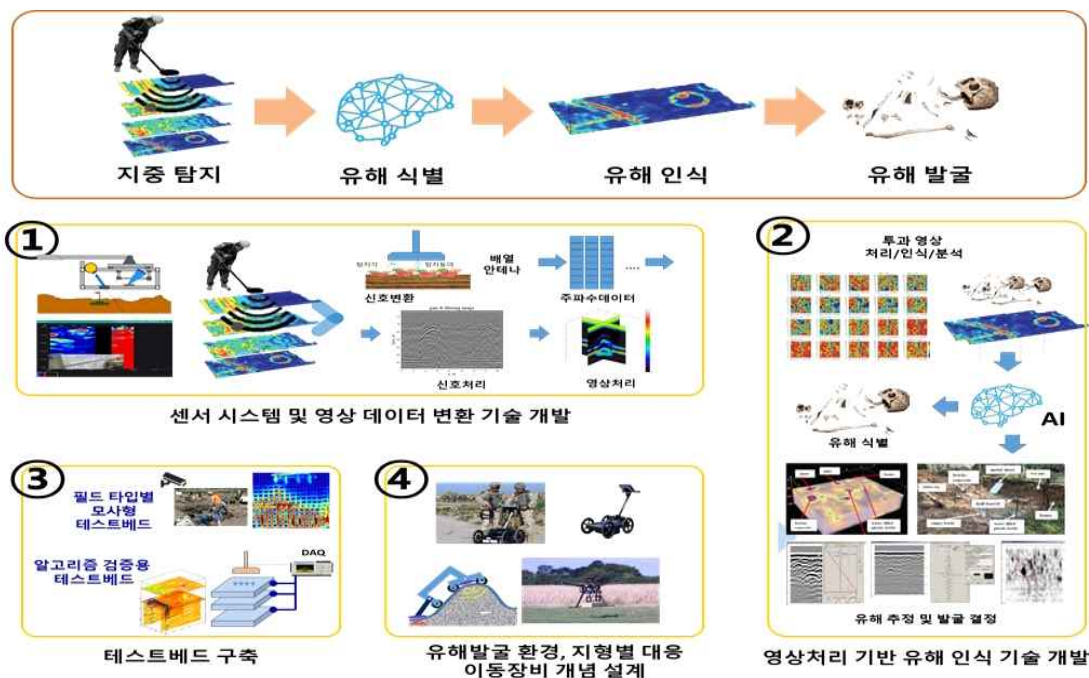 지중 탐지
유해 식별
유해 인식
유해 발굴
①
신호변환
배열
안테나
주파수데이터
....
신호처리
영상처리
센서 시스템 및 영상 데이터 변환 기술 개발
②
투과 영상
처리/인식/분석
AI
유해 식별
유해 추정 및 발굴 결정
영상처리 기반 유해 인식 기술 개발
③
필드 타입별
모사형
테스트베드
알고리즘 검증용
테스트베드
DAQ
테스트베드 구축
④
유해발굴 환경, 지형별 대응
이동장비 개념 설계